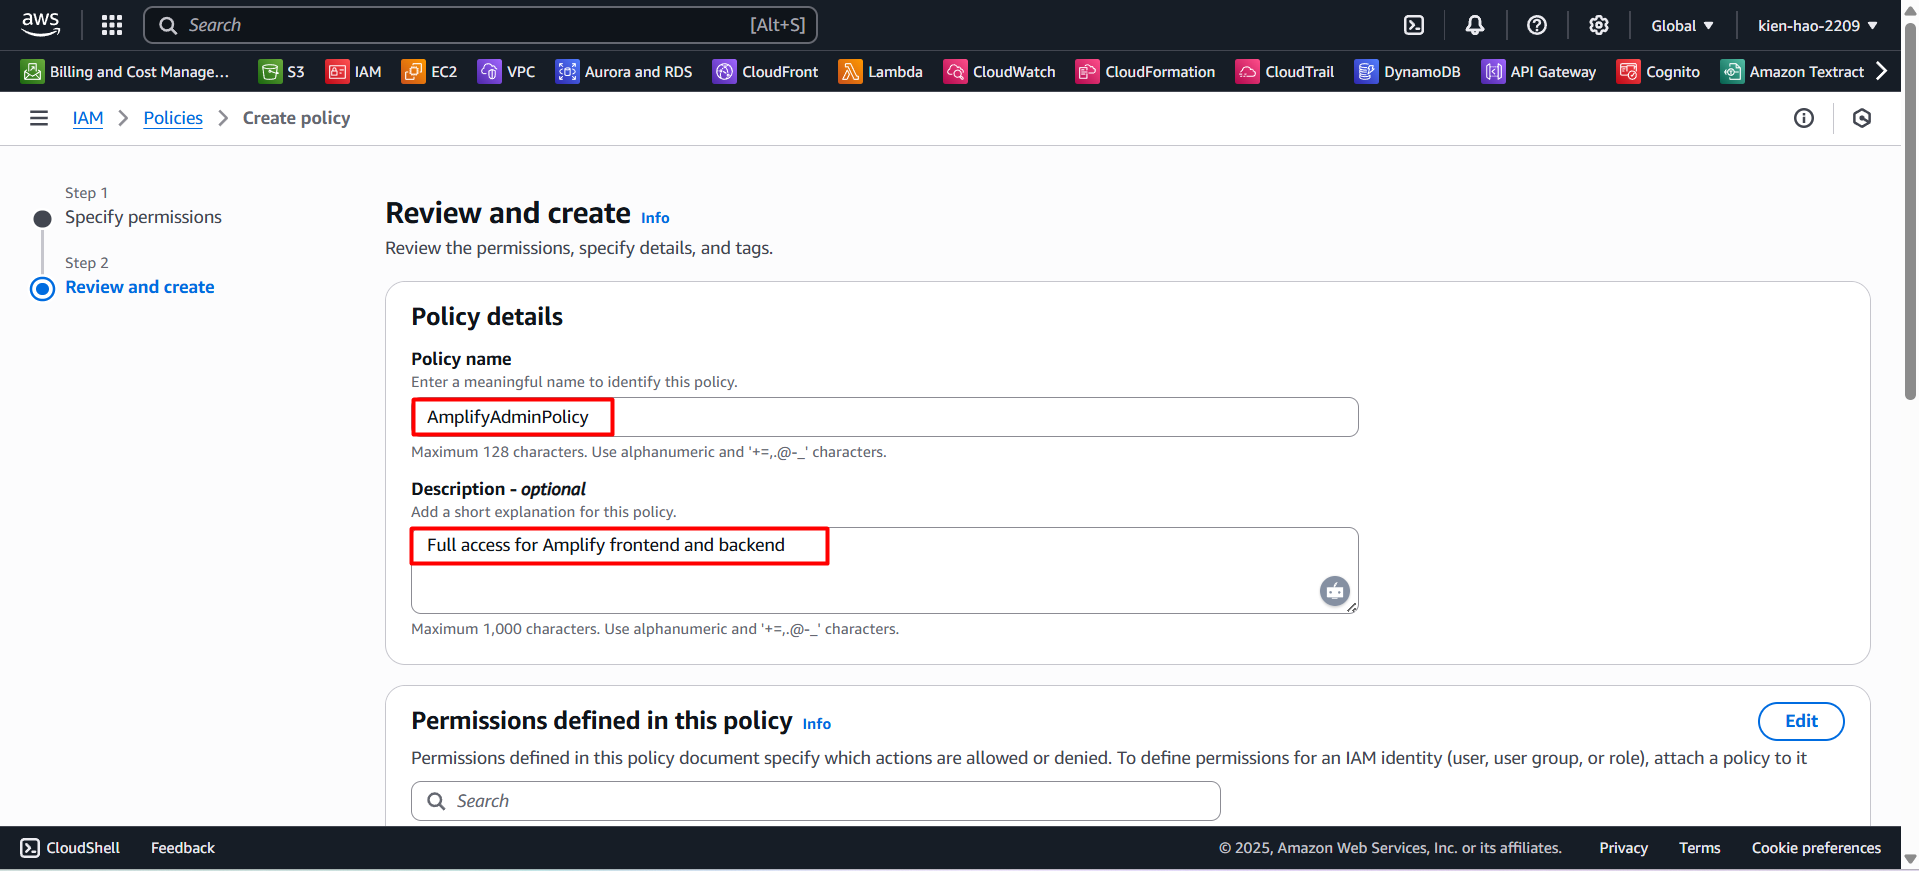 aws
Search
[Alt+S]
Global
kien-hao-2209
Billing and Cost Manage...
S3
IAM
EC2
VPC
Aurora and RDS
CloudFront
Lambda
CloudWatch
CloudFormation
CloudTrail
DynamoDB
API Gateway
Cognito
Amazon Textract
IAM
Policies
Create policy
Step 1
Specify permissions
Step 2
Review and create
Review and create Info
Review the permissions, specify details, and tags.
Policy details
Policy name
Enter a meaningful name to identify this policy.
AmplifyAdminPolicy
Maximum 128 characters. Use alphanumeric and '+=,.@-_' characters.
Description - optional
Add a short explanation for this policy.
Full access for Amplify frontend and backend
Maximum 1,000 characters. Use alphanumeric and '+=,.@-_' characters.
Permissions defined in this policy Info
Edit
Permissions defined in this policy document specify which actions are allowed or denied. To define permissions for an IAM identity (user, user group, or role), attach a policy to it
Search
CloudShell
Feedback
© 2025, Amazon Web Services, Inc. or its affiliates.
Privacy
Terms
Cookie preferences